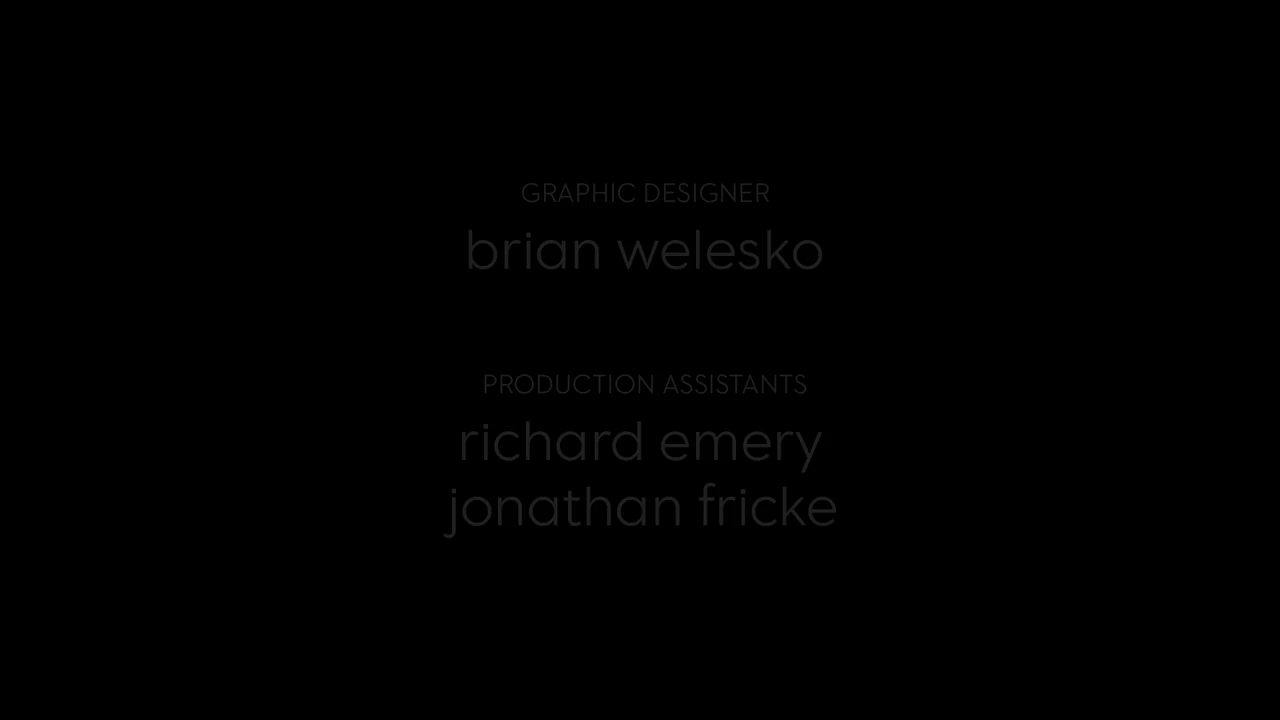 GRAPHIC DESIGNER
brian welesko
PRODUCTION ASSISTANTS
richard emery
jonathan fricke